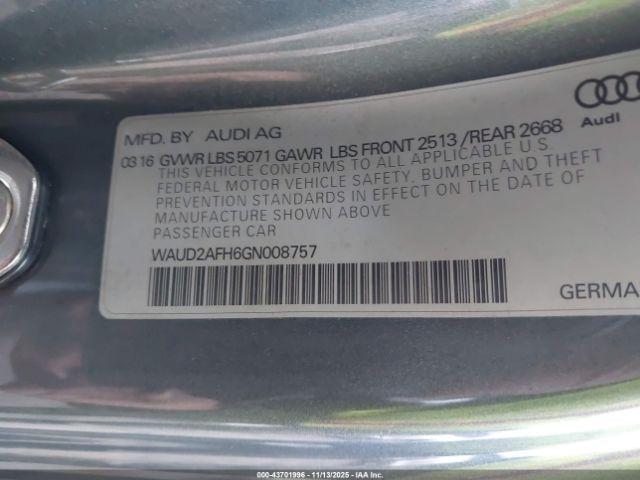 MFD. BY AUDI AG
Audi
03 16 GVWR LBS 5071 GAWR LBS FRONT 2513 /REAR 2668
THIS VEHICLE CONFORMS TO ALL APPLICABLE U.S.
FEDERAL MOTOR VEHICLE SAFETY, BUMPER AND THEFT
PREVENTION STANDARDS IN EFFECT ON THE DATE OF
MANUFACTURE SHOWN ABOVE
PASSENGER CAR
WAUD2AFH6GN008757
GERMA
00-43701996 - 11/13/2025 - IAA Inc.